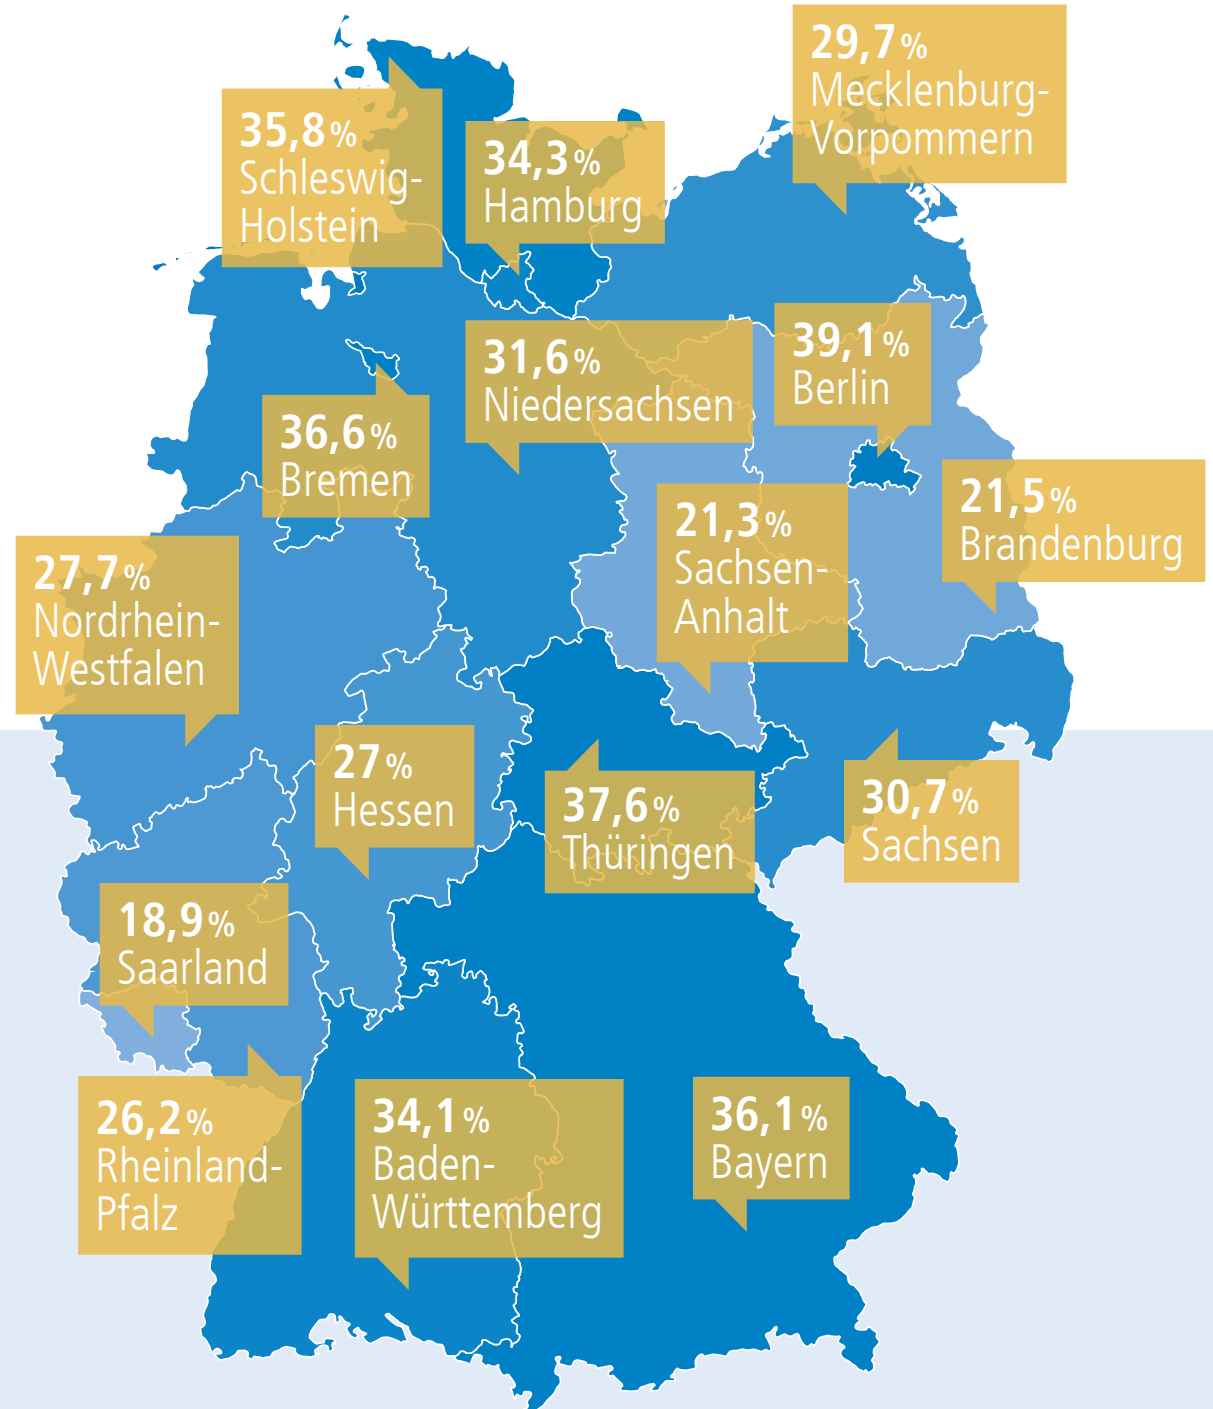 29,7 %
Mecklenburg-
Vorpommern
35,8 %
Schleswig-
Holstein
34,3 %
Hamburg
39,1 %
Berlin
31,6 %
Niedersachsen
36,6 %
Bremen
21,5 %
Brandenburg
21,3 %
Sachsen-
Anhalt
27,7 %
Nordrhein-
Westfalen
27 %
Hessen
37,6 %
Thüringen
30,7 %
Sachsen
18,9 %
Saarland
26,2 %
Rheinland-
Pfalz
34,1 %
Baden-
Württemberg
36,1 %
Bayern